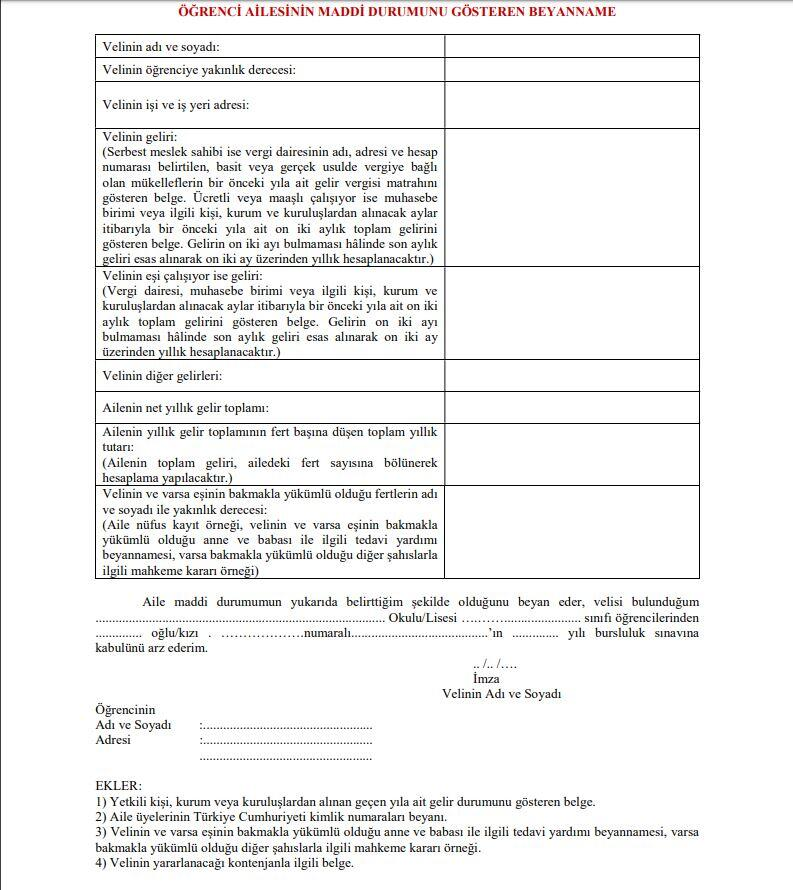 ÖĞRENCİ AİLESİNİN MADDİ DURUMUNU GÖSTEREN BEYANNAME
Velinin adı ve soyadı:
Velinin öğrenciye yakınlık derecesi:
Velinin işi ve iş yeri adresi:
Velinin geliri:
(Serbest meslek sahibi ise vergi dairesinin adı, adresi ve hesap
numarası belirtilen, basit veya gerçek usulde vergiye bağlı
olan mükelleflerin bir önceki yıla ait gelir vergisi matrahını
gösteren belge. Ücretli veya maaşlı çalışıyor ise muhasebe
birimi veya ilgili kişi, kurum ve kuruluşlardan alınacak aylar
itibarıyla bir önceki yıla ait on iki aylık toplam gelirini
gösteren belge. Gelirin on iki ayı bulmaması hâlinde son aylık
geliri esas alınarak on iki ay üzerinden yıllık hesaplanacaktır.)
Velinin eşi çalışıyor ise geliri:
(Vergi dairesi, muhasebe birimi veya ilgili kişi, kurum ve
kuruluşlardan alınacak aylar itibarıyla bir önceki yıla ait on iki
aylık toplam gelirini gösteren belge. Gelirin on iki ayı
bulmaması hâlinde son aylık geliri esas alınarak on iki ay
üzerinden yıllık hesaplanacaktır.)
Velinin diğer gelirleri:
Ailenin net yıllık gelir toplamı:
Ailenin yıllık gelir toplamının fert başına düşen toplam yıllık
tutarı:
(Ailenin toplam geliri, ailedeki fert sayısına bölünerek
hesaplama yapılacaktır.)
Velinin ve varsa eşinin bakmakla yükümlü olduğu fertlerin adı
ve soyadı ile yakınlık derecesi:
(Aile nüfus kayıt örneği, velinin ve varsa eşinin bakmakla
yükümlü olduğu anne ve babası ile ilgili tedavi yardımı
beyannamesi, varsa bakmakla yükümlü olduğu diğer şahıslarla
ilgili mahkeme kararı örneği)
Aile maddi durumumun yukarıda belirttiğim şekilde olduğunu beyan eder, velisi bulunduğum
...................................................................................... Okulu/Lisesi …..……........................ sınıfı öğrencilerinden
.............. oğlu/kızı . ………………numaralı.........................................’ın .............. yılı bursluluk sınavına
kabulünü arz ederim.
.. /.. /….
İmza
Velinin Adı ve Soyadı
Öğrencinin
Adı ve Soyadı :..................................................
Adresi :..................................................
...................................................
EKLER:
1) Yetkili kişi, kurum veya kuruluşlardan alınan geçen yıla ait gelir durumunu gösteren belge.
2) Aile üyelerinin Türkiye Cumhuriyeti kimlik numaraları beyanı.
3) Velinin ve varsa eşinin bakmakla yükümlü olduğu anne ve babası ile ilgili tedavi yardımı beyannamesi, varsa
bakmakla yükümlü olduğu diğer şahıslarla ilgili mahkeme kararı örneği.
4) Velinin yararlanacağı kontenjanla ilgili belge.